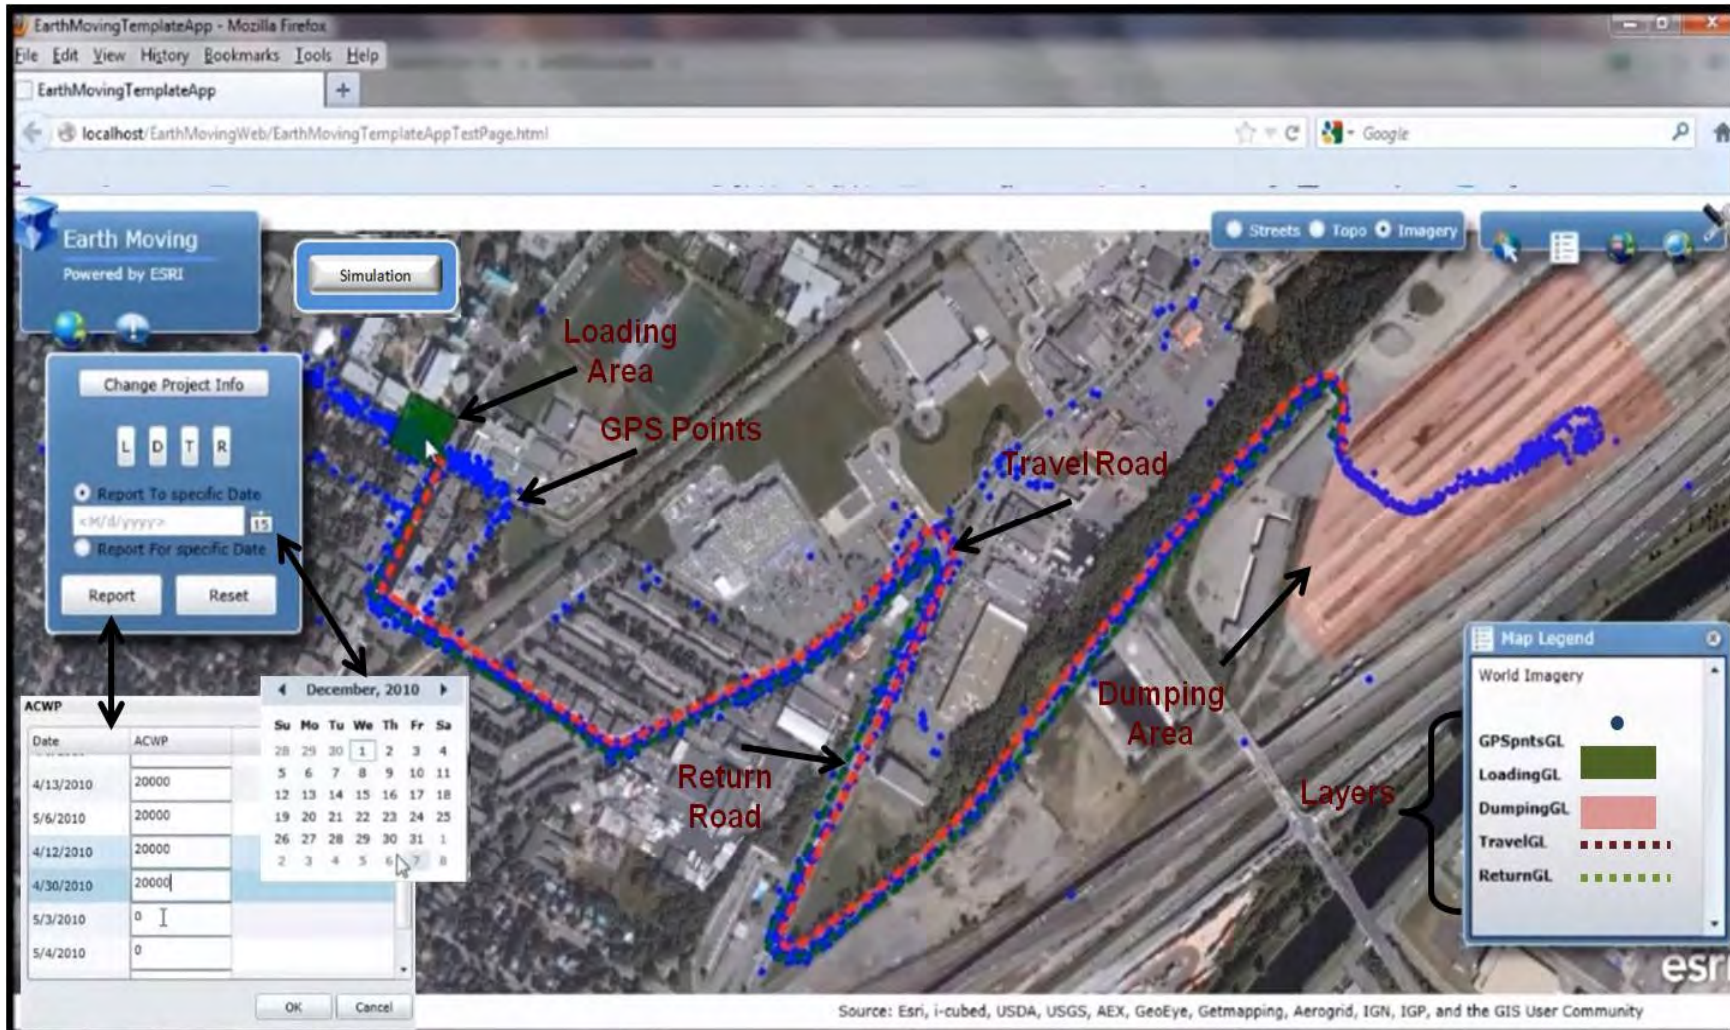 EarthMovingTemplateApp - Mozilla Firefox
File Edit View History Bookmarks Tools Help
EarthMovingTemplateApp
+
localhost/EarthMovingWeb/EarthMovingTemplateAppTestPage.html
Google
Earth Moving
Powered by ESRI
Simulation
Streets Topo Imagery
Change Project Info
L D T R
Report To specific Date
<M/d/yyyy>
15
Report For specific Date
Report Reset
Loading
Area
GPS Points
Travel Road
Dumping
Area
Return
Road
Layers
Map Legend
World Imagery
GPSpntsGL
LoadingGL
DumpingGL
TravelGL
ReturnGL
ACWP
Date ACWP
4/13/2010 20000
5/6/2010 20000
4/12/2010 20000
4/30/2010 20000
5/3/2010 0
5/4/2010 0
OK Cancel
December, 2010
Su Mo Tu We Th Fr Sa
28 29 30 1 2 3 4
5 6 7 8 9 10 11
12 13 14 15 16 17 18
19 20 21 22 23 24 25
26 27 28 29 30 31 1
2 3 4 5 6 7 8
esri
Source: Esri, i-cubed, USDA, USGS, AEX, GeoEye, Getmapping, Aerogrid, IGN, IGP, and the GIS User Community